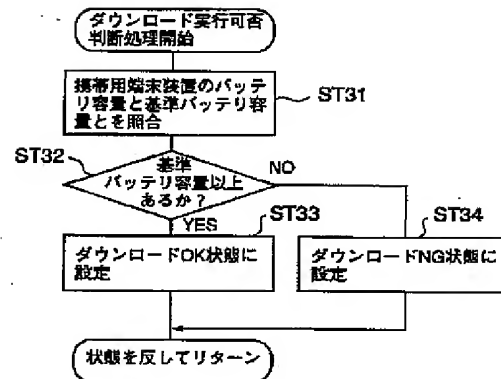 ダウンロード実行可否
判断処理開始
携帯用端末装置のバッテ
リ容量と基準バッテリ容
量とを照合
ST31
ST32
基準
バッテリ容量以上
あるか？
NO
YES
ST33
ST34
ダウンロードOK状態に
設定
ダウンロードNG状態に
設定
状態を反してリターン